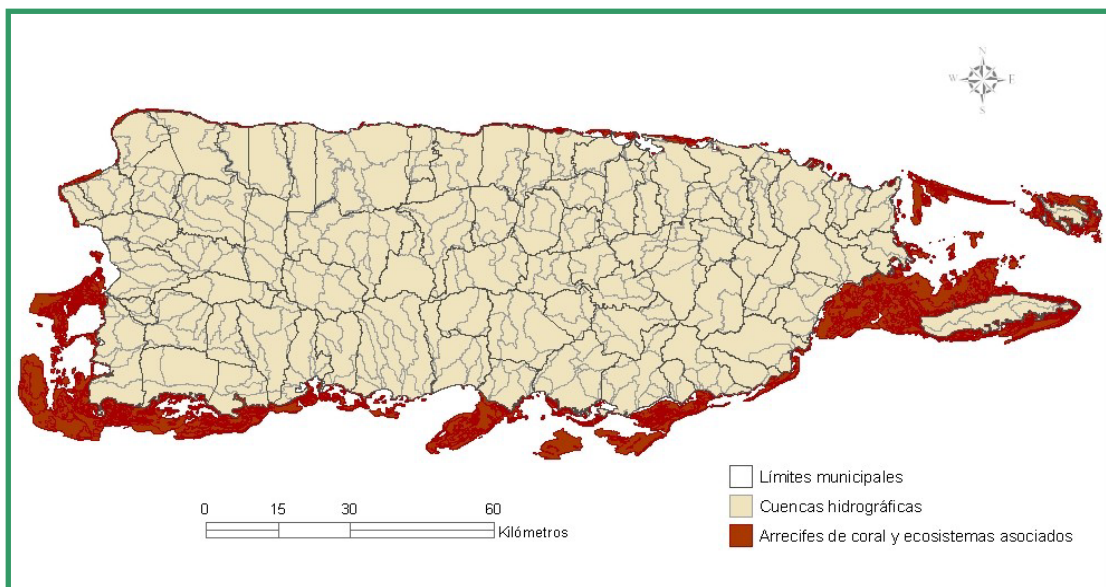 N
W E
S
Límites municipales
Cuencas hidrográficas
Arrecifes de coral y ecosistemas asociados
0 15 30 60
Kilómetros